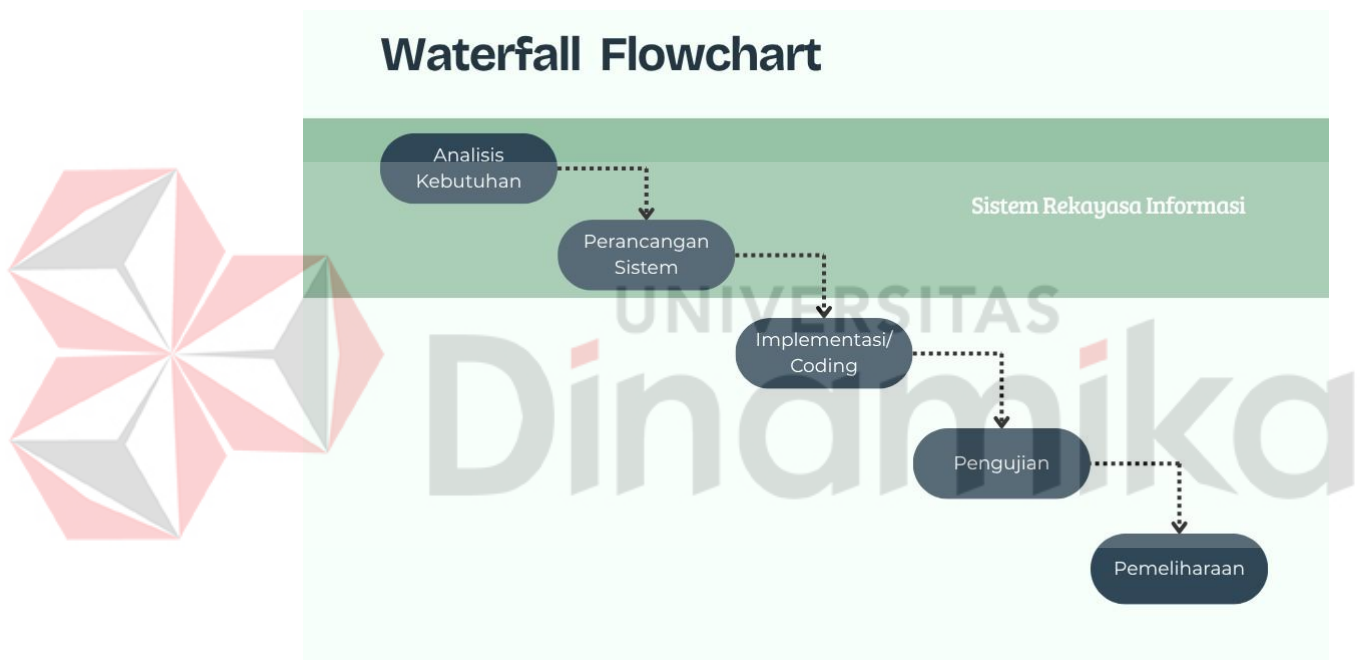 Waterfall Flowchart
Analisis
Kebutuhan
Sistem Rekayasa Informasi
Perancangan
Sistem
UNIVERSITAS
Dinamika
Implementasi/
Coding
Pengujian
Pemeliharaan